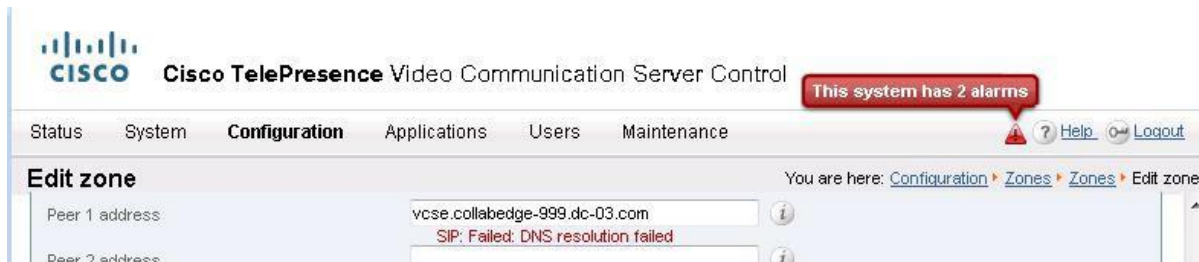 CISCO Cisco TelePresence Video Communication Server Control
This system has 2 alarms
Status System Configuration Applications Users Maintenance Help Logout
Edit zone You are here: Configuration Zones Zones Edit zone
Peer 1 address vcse.collabedge-999.dc-03.com
SIP: Failed: DNS resolution failed
Peer 2 address